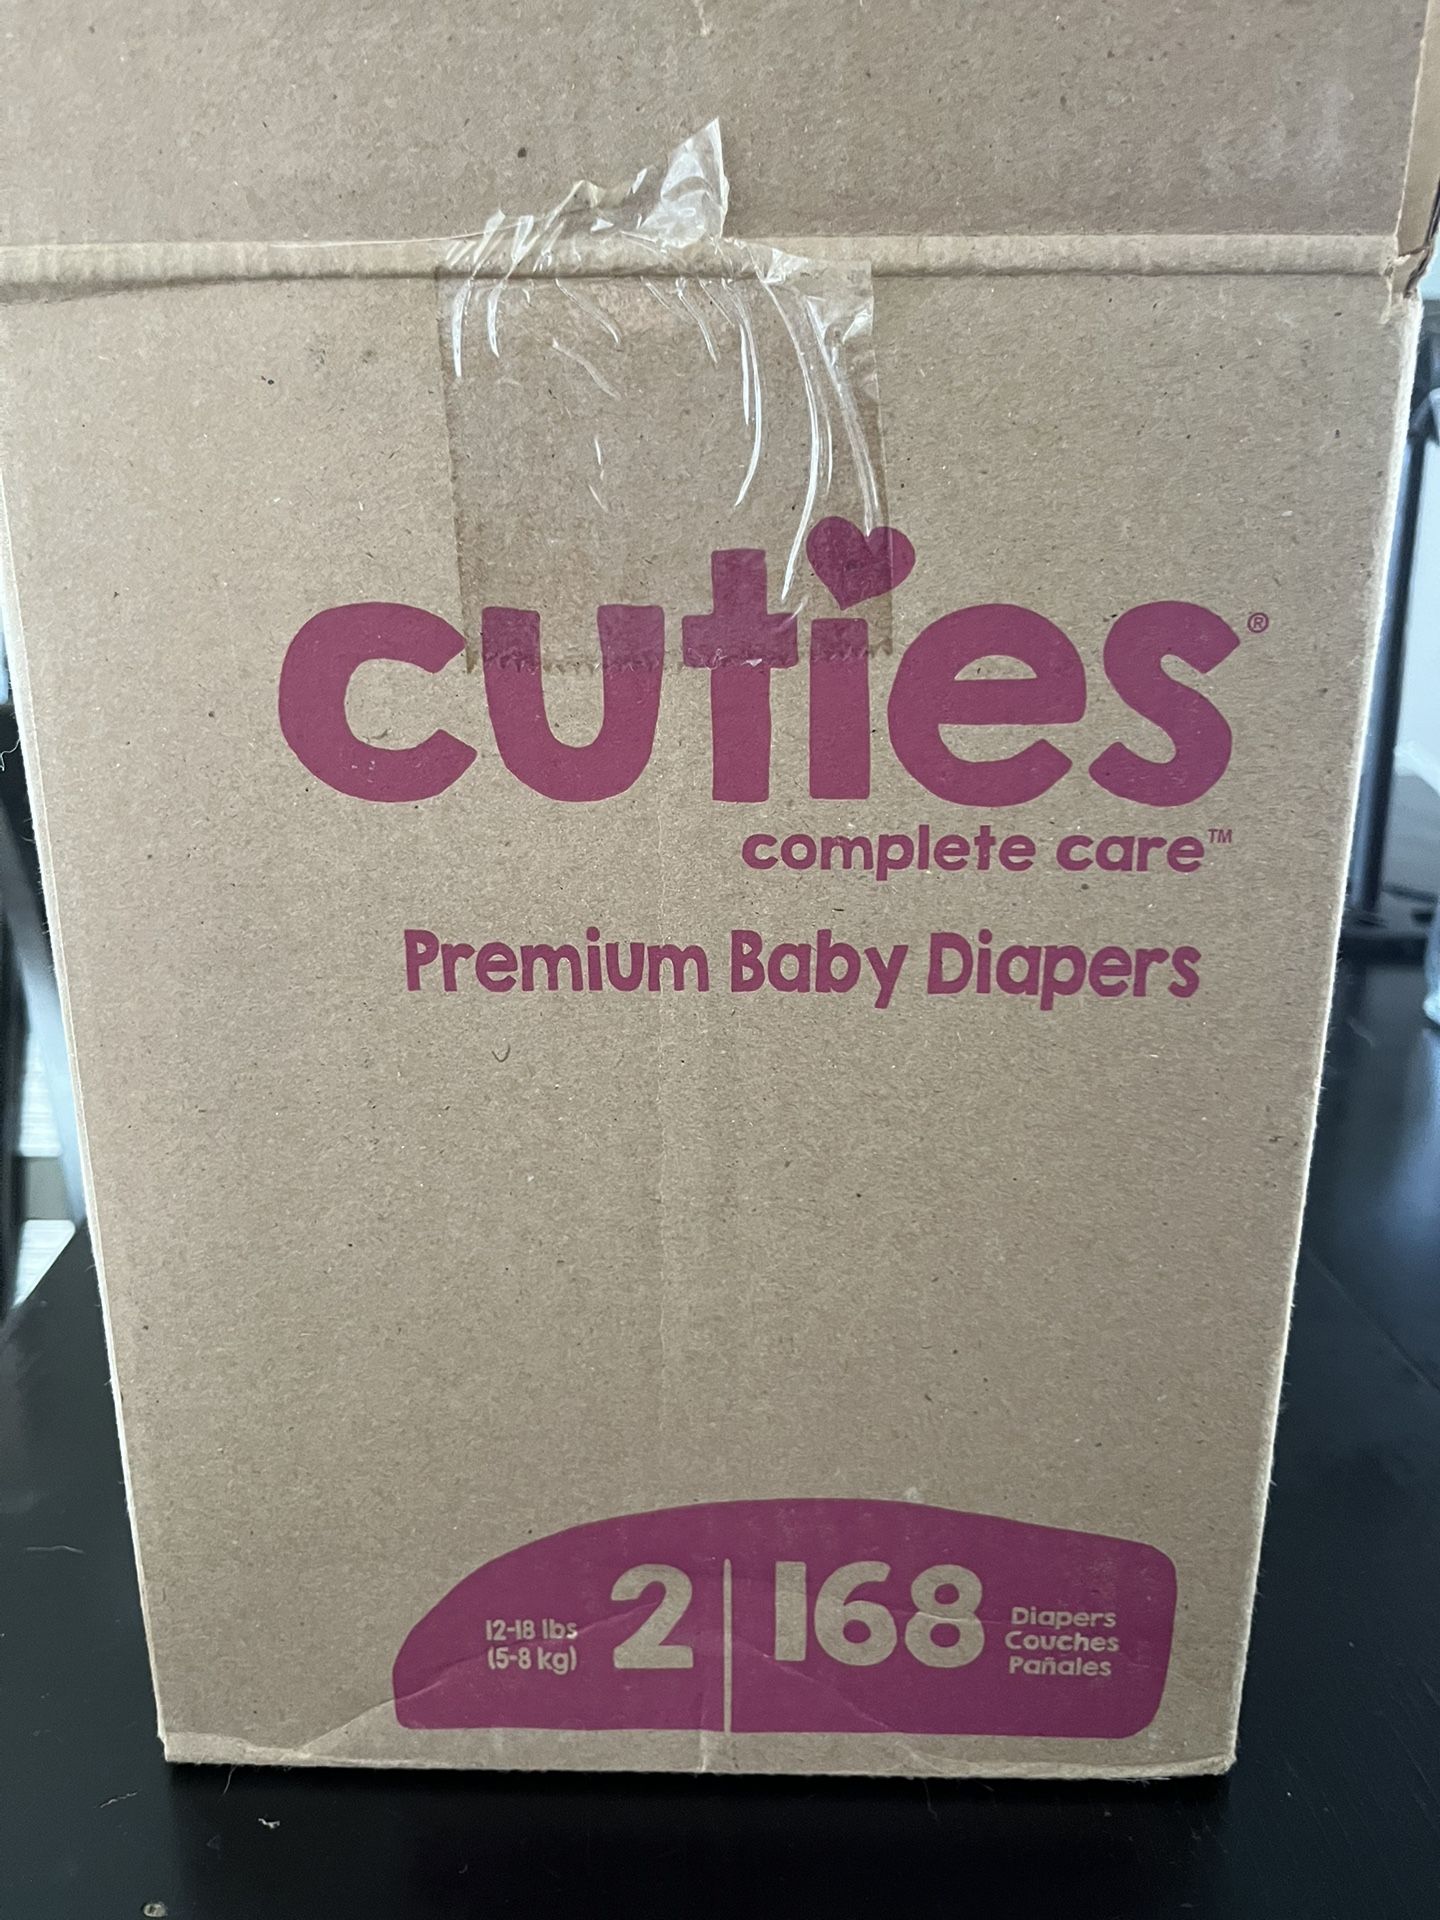 cuties®
complete care™
Premium Baby Diapers
12-18 lbs
(5-8 kg)
2
168
Diapers
Couches
Pañales